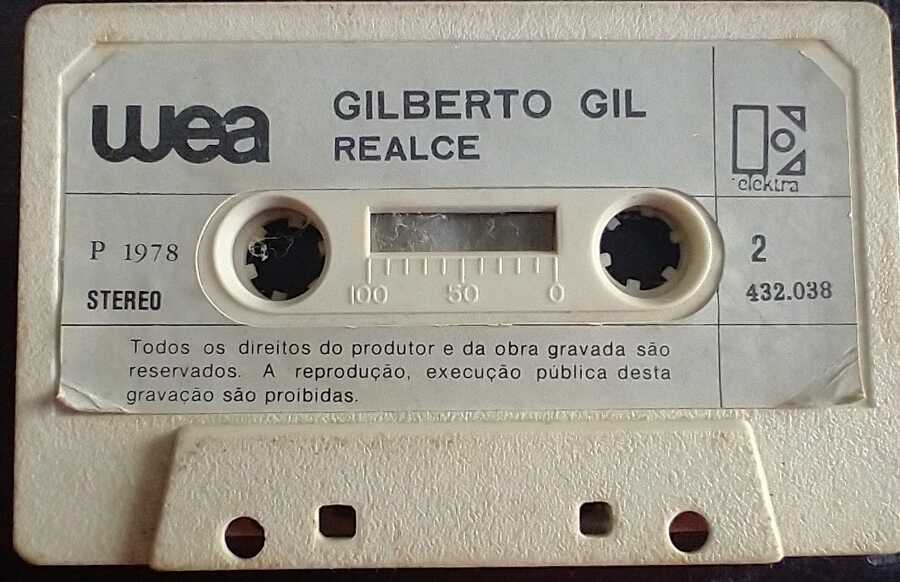 wea
GILBERTO GIL
REALCE
elektra
P 1978
STEREO
100 50 0
2
432.038
Todos os direitos do produtor e da obra gravada são
reservados. A reprodução, execução pública desta
gravação são proibidas.